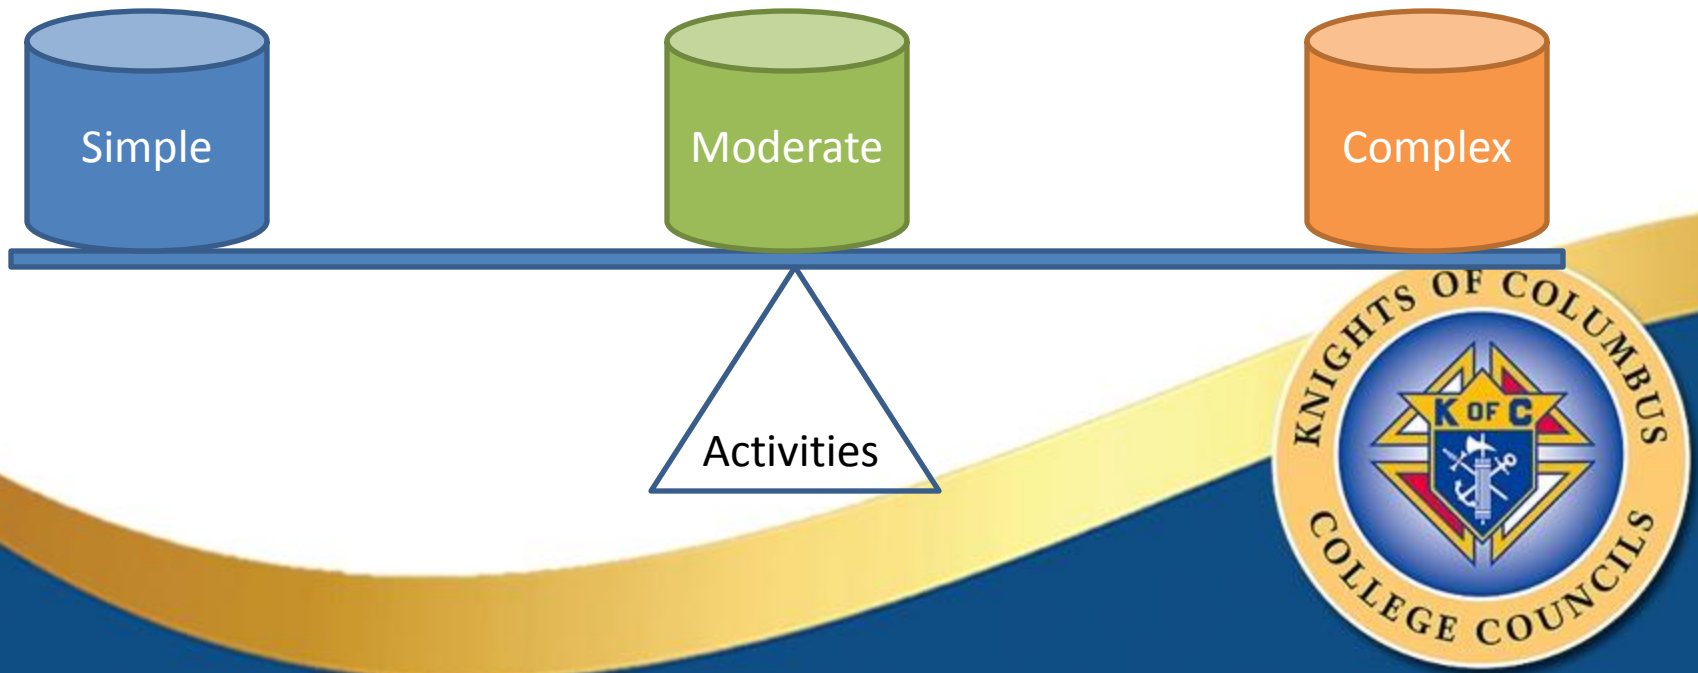 Simple
Moderate
Complex
Activities
KNIGHTS OF COLUMBUS
K OF C
COLLEGE COUNCILS